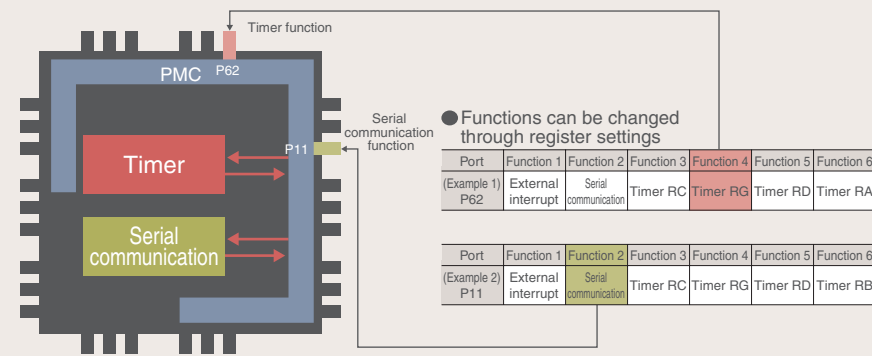 Timer function
PMC
P62
Serial
communication
function
P11
Timer
Serial
communication
●Functions can be changed
through register settings
Port Function 1 Function 2 Function 3 Function 4 Function 5 Function 6
(Example 1)
P62
External
interrupt
Serial
communication
Timer RC Timer RG Timer RD Timer RA
Port Function 1 Function 2 Function 3 Function 4 Function 5 Function 6
(Example 2)
P11
External
interrupt
Serial
communication
Timer RC Timer RG Timer RD Timer RB